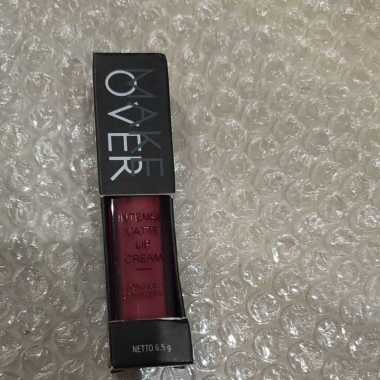 MAKE
OVER
INTENSE
MATTE
LIP
CREAM
NETTO 6,5 g